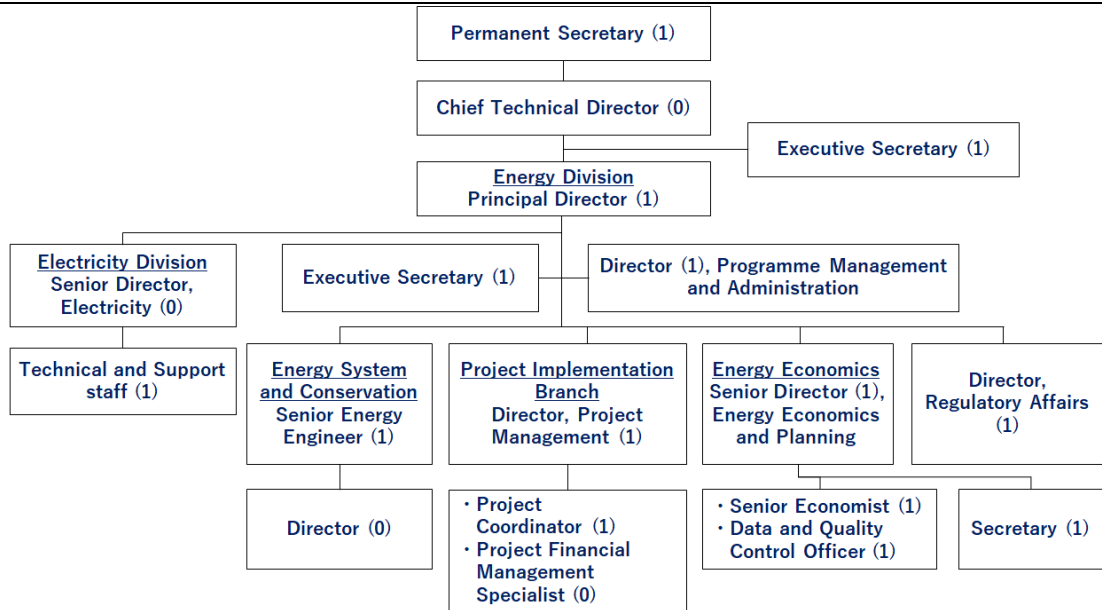 Permanent Secretary (1)
Chief Technical Director (0)
Executive Secretary (1)
Energy Division
Principal Director (1)
Electricity Division
Senior Director,
Electricity (0)
Executive Secretary (1)
Director (1), Programme Management
and Administration
Technical and Support
staff (1)
Energy System
and Conservation
Senior Energy
Engineer (1)
Project Implementation
Branch
Director, Project
Management (1)
Energy Economics
Senior Director (1),
Energy Economics
and Planning
Director,
Regulatory Affairs
(1)
Director (0)
・Project
Coordinator (1)
・Project Financial
Management
Specialist (0)
・Senior Economist (1)
・Data and Quality
Control Officer (1)
Secretary (1)